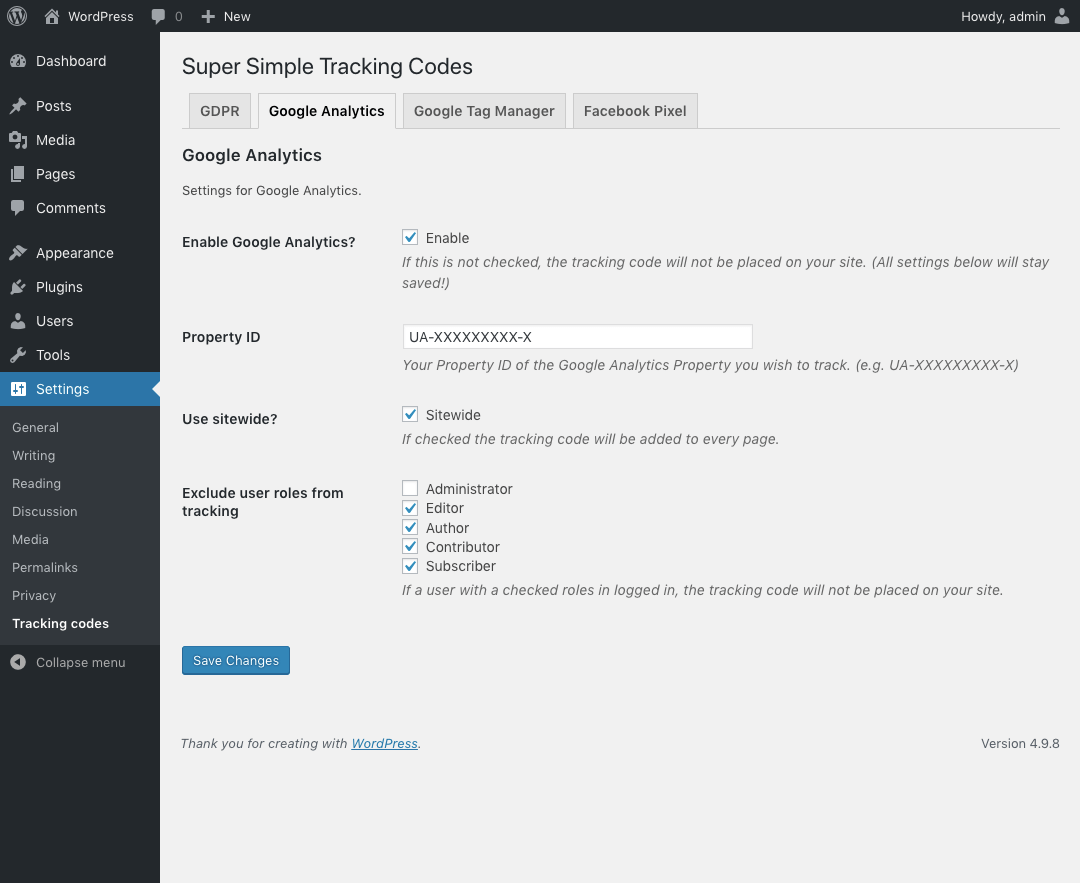 WordPress 0 New Howdy, admin
Dashboard
Posts
Media
Pages
Comments
Appearance
Plugins
Users
Tools
Settings
General
Writing
Reading
Discussion
Media
Permalinks
Privacy
Tracking codes
Collapse menu
Super Simple Tracking Codes
GDPR Google Analytics Google Tag Manager Facebook Pixel
Google Analytics
Settings for Google Analytics.
Enable Google Analytics?
Enable
If this is not checked, the tracking code will not be placed on your site. (All settings below will stay
saved!)
Property ID
UA-XXXXXXXXX-X
Your Property ID of the Google Analytics Property you wish to track. (e.g. UA-XXXXXXXXX-X)
Use sitewide?
Sitewide
If checked the tracking code will be added to every page.
Exclude user roles from
tracking
Administrator
Editor
Author
Contributor
Subscriber
If a user with a checked roles in logged in, the tracking code will not be placed on your site.
Save Changes
Thank you for creating with WordPress.
Version 4.9.8